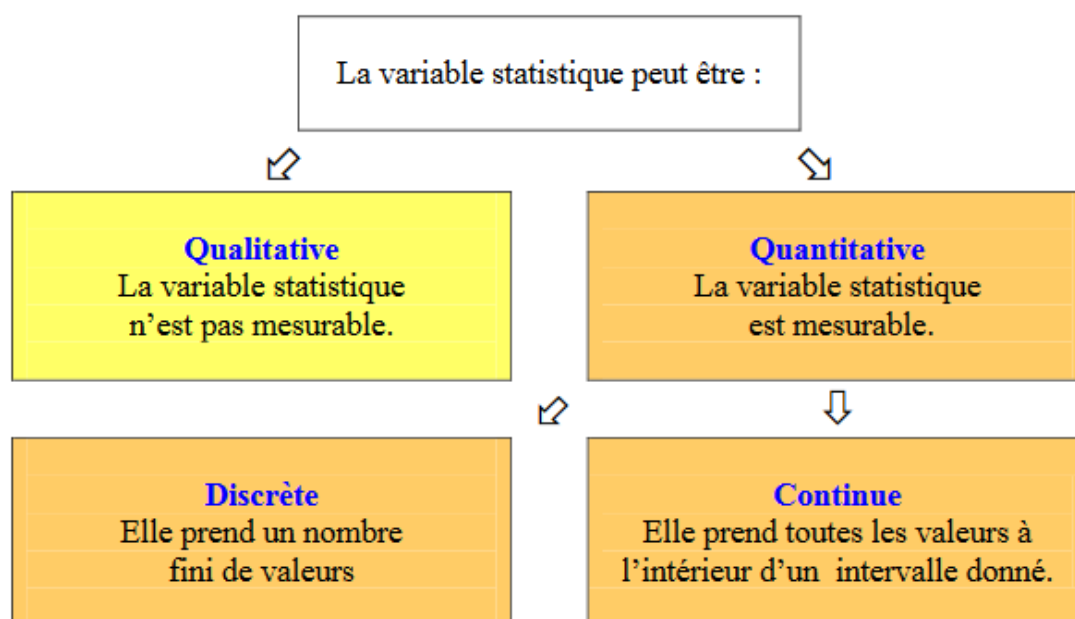 La variable statistique peut être :
Qualitative
La variable statistique
n’est pas mesurable.
Quantitative
La variable statistique
est mesurable.
Discrète
Elle prend un nombre
fini de valeurs
Continue
Elle prend toutes les valeurs à
l’intérieur d’un intervalle donné.